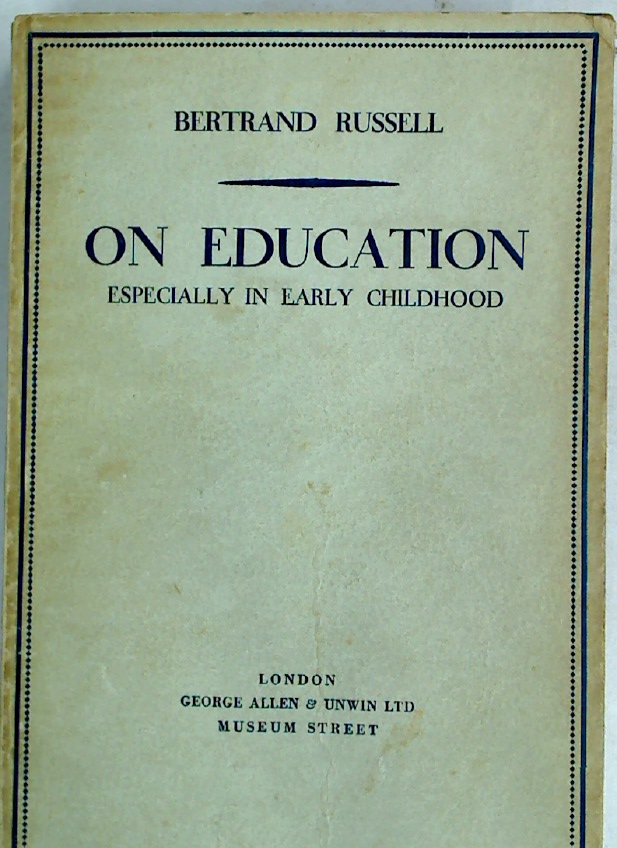 BERTRAND RUSSELL
ON EDUCATION
ESPECIALLY IN EARLY CHILDHOOD
LONDON
GEORGE ALLEN & UNWIN LTD
MUSEUM STREET